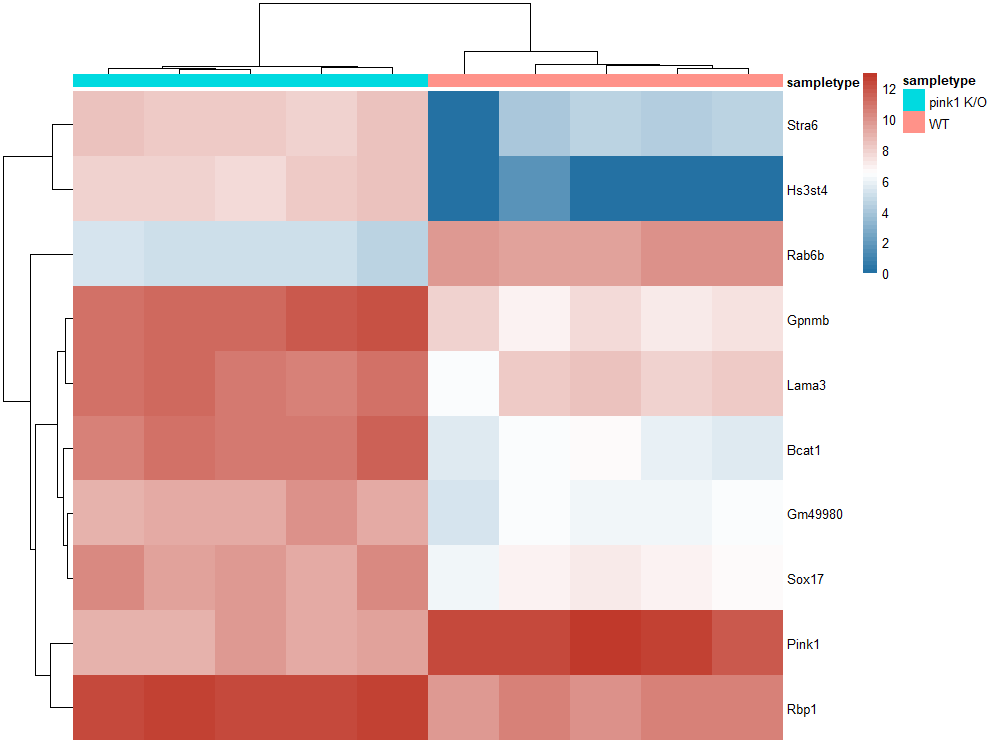 sampletype
Stra6
Hs3st4
Rab6b
Gpnmb
Lama3
Bcat1
Gm49980
Sox17
Pink1
Rbp1
12
10
8
6
4
2
0
sampletype
pink1 K/O
WT